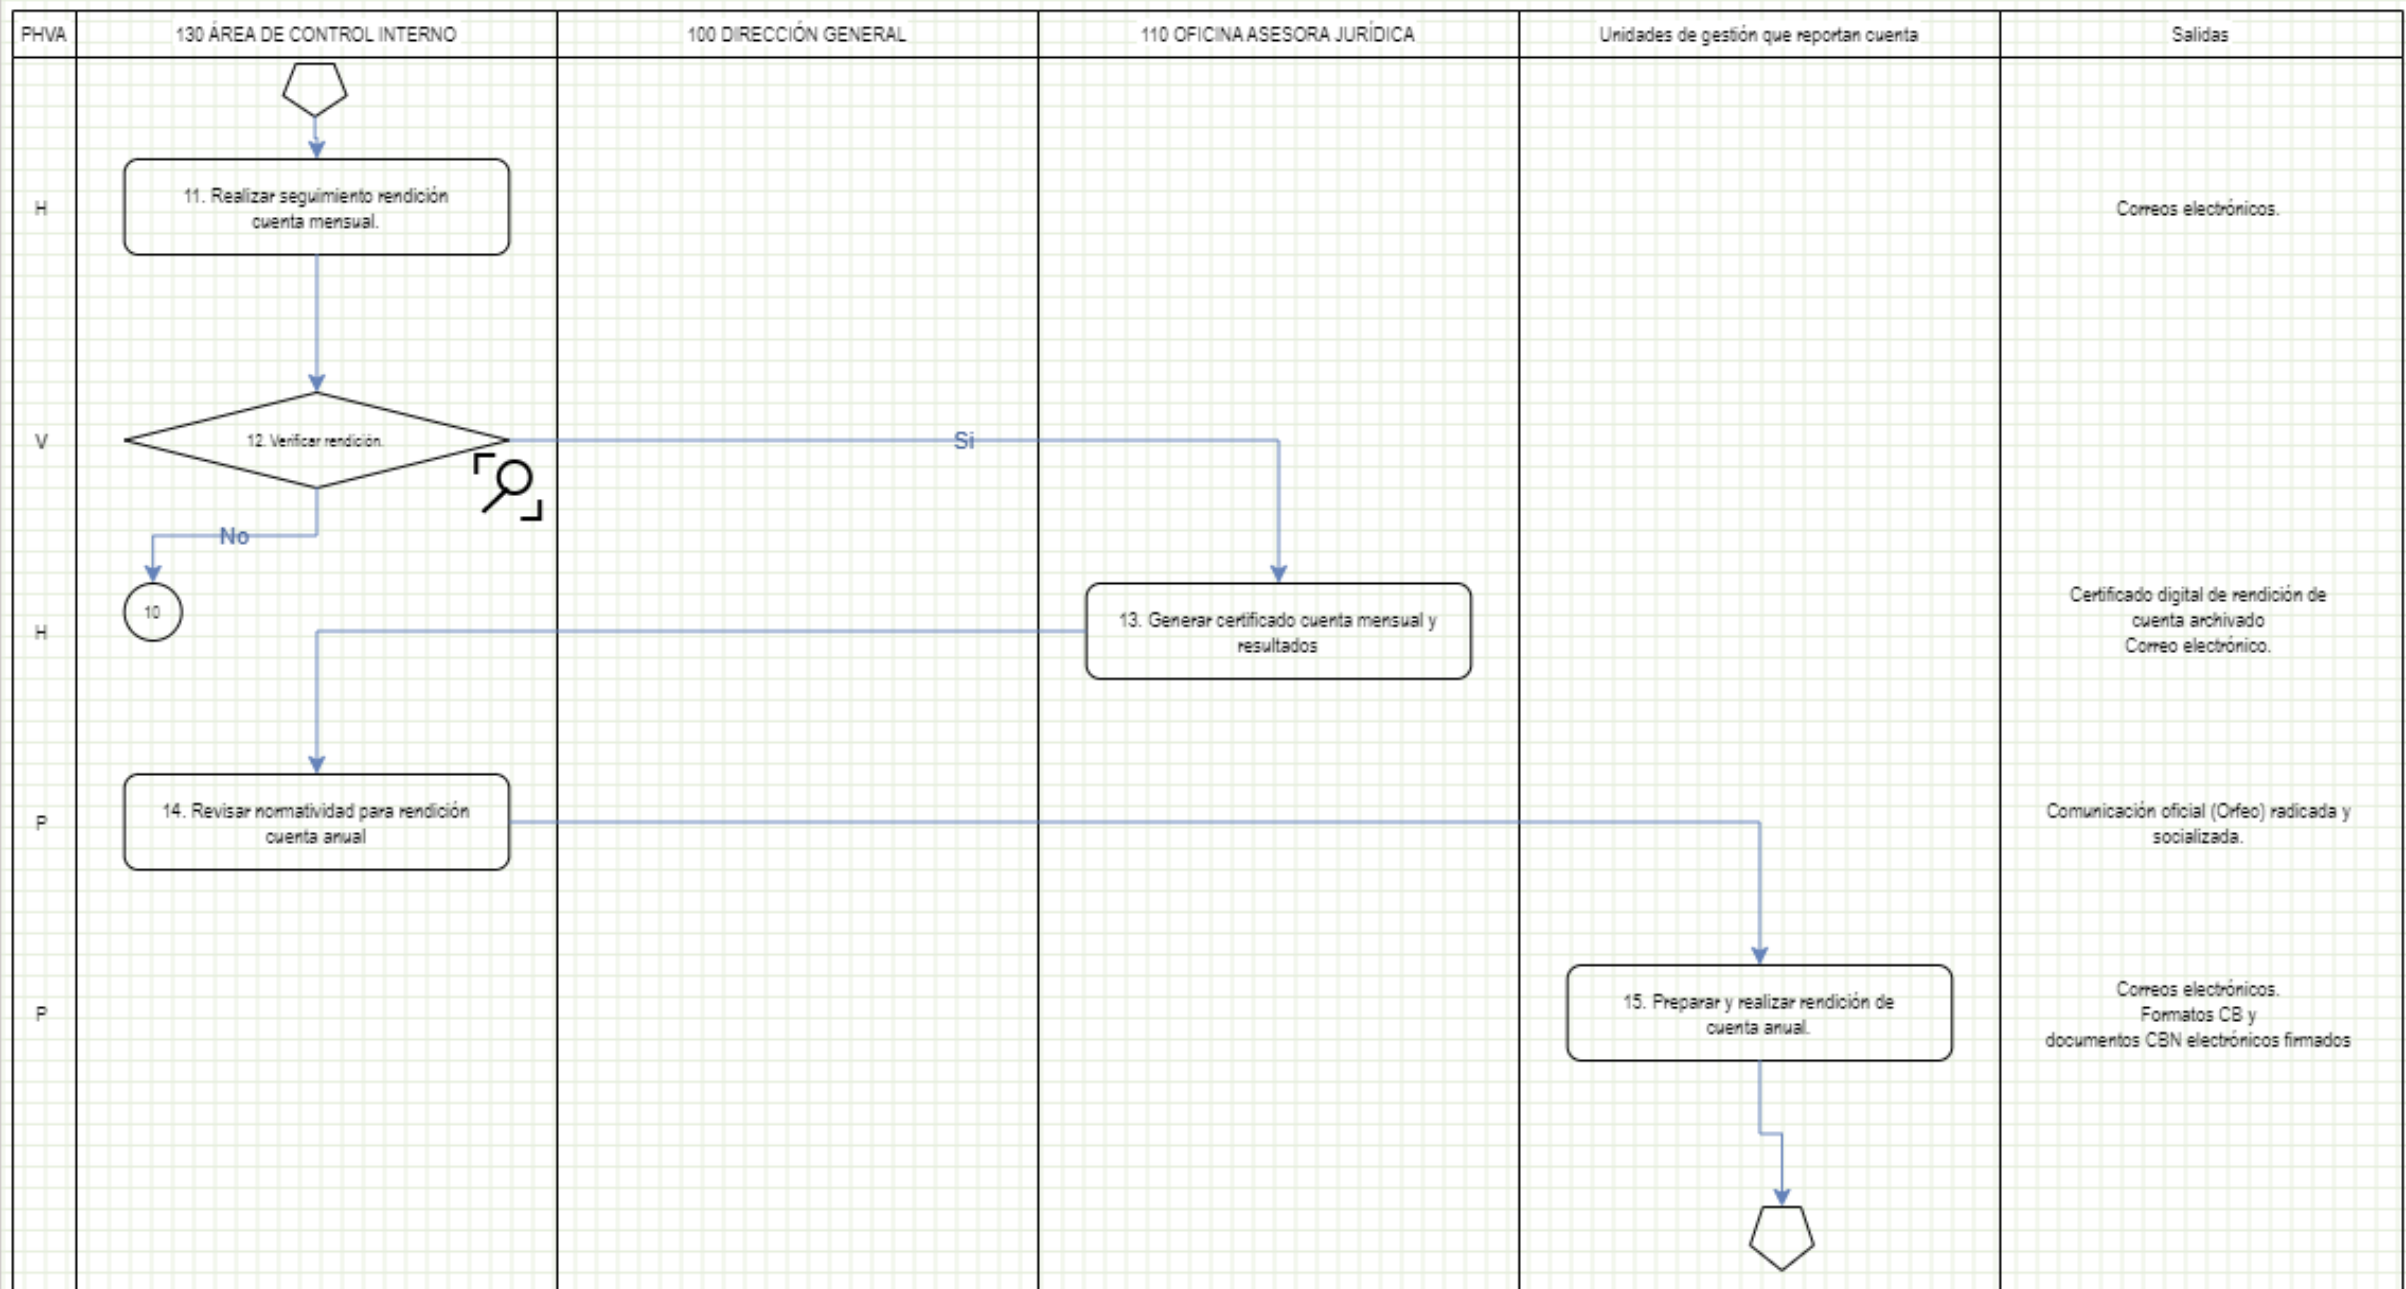 PHVA
130 ÁREA DE CONTROL INTERNO
100 DIRECCIÓN GENERAL
110 OFICINA ASESORA JURÍDICA
Unidades de gestión que reportan cuenta
Salidas
H
11. Realizar seguimiento rendición
cuenta mensual.
Correos electrónicos.
V
12. Verificar rendición.
Si
No
H
10
13. Generar certificado cuenta mensual y
resultados
Certificado digital de rendición de
cuenta archivado
Correo electrónico.
P
14. Revisar normatividad para rendición
cuenta anual
Comunicación oficial (Orfeo) radicada y
socializada.
P
15. Preparar y realizar rendición de
cuenta anual.
Correos electrónicos.
Formatos CB y
documentos CBN electrónicos firmados